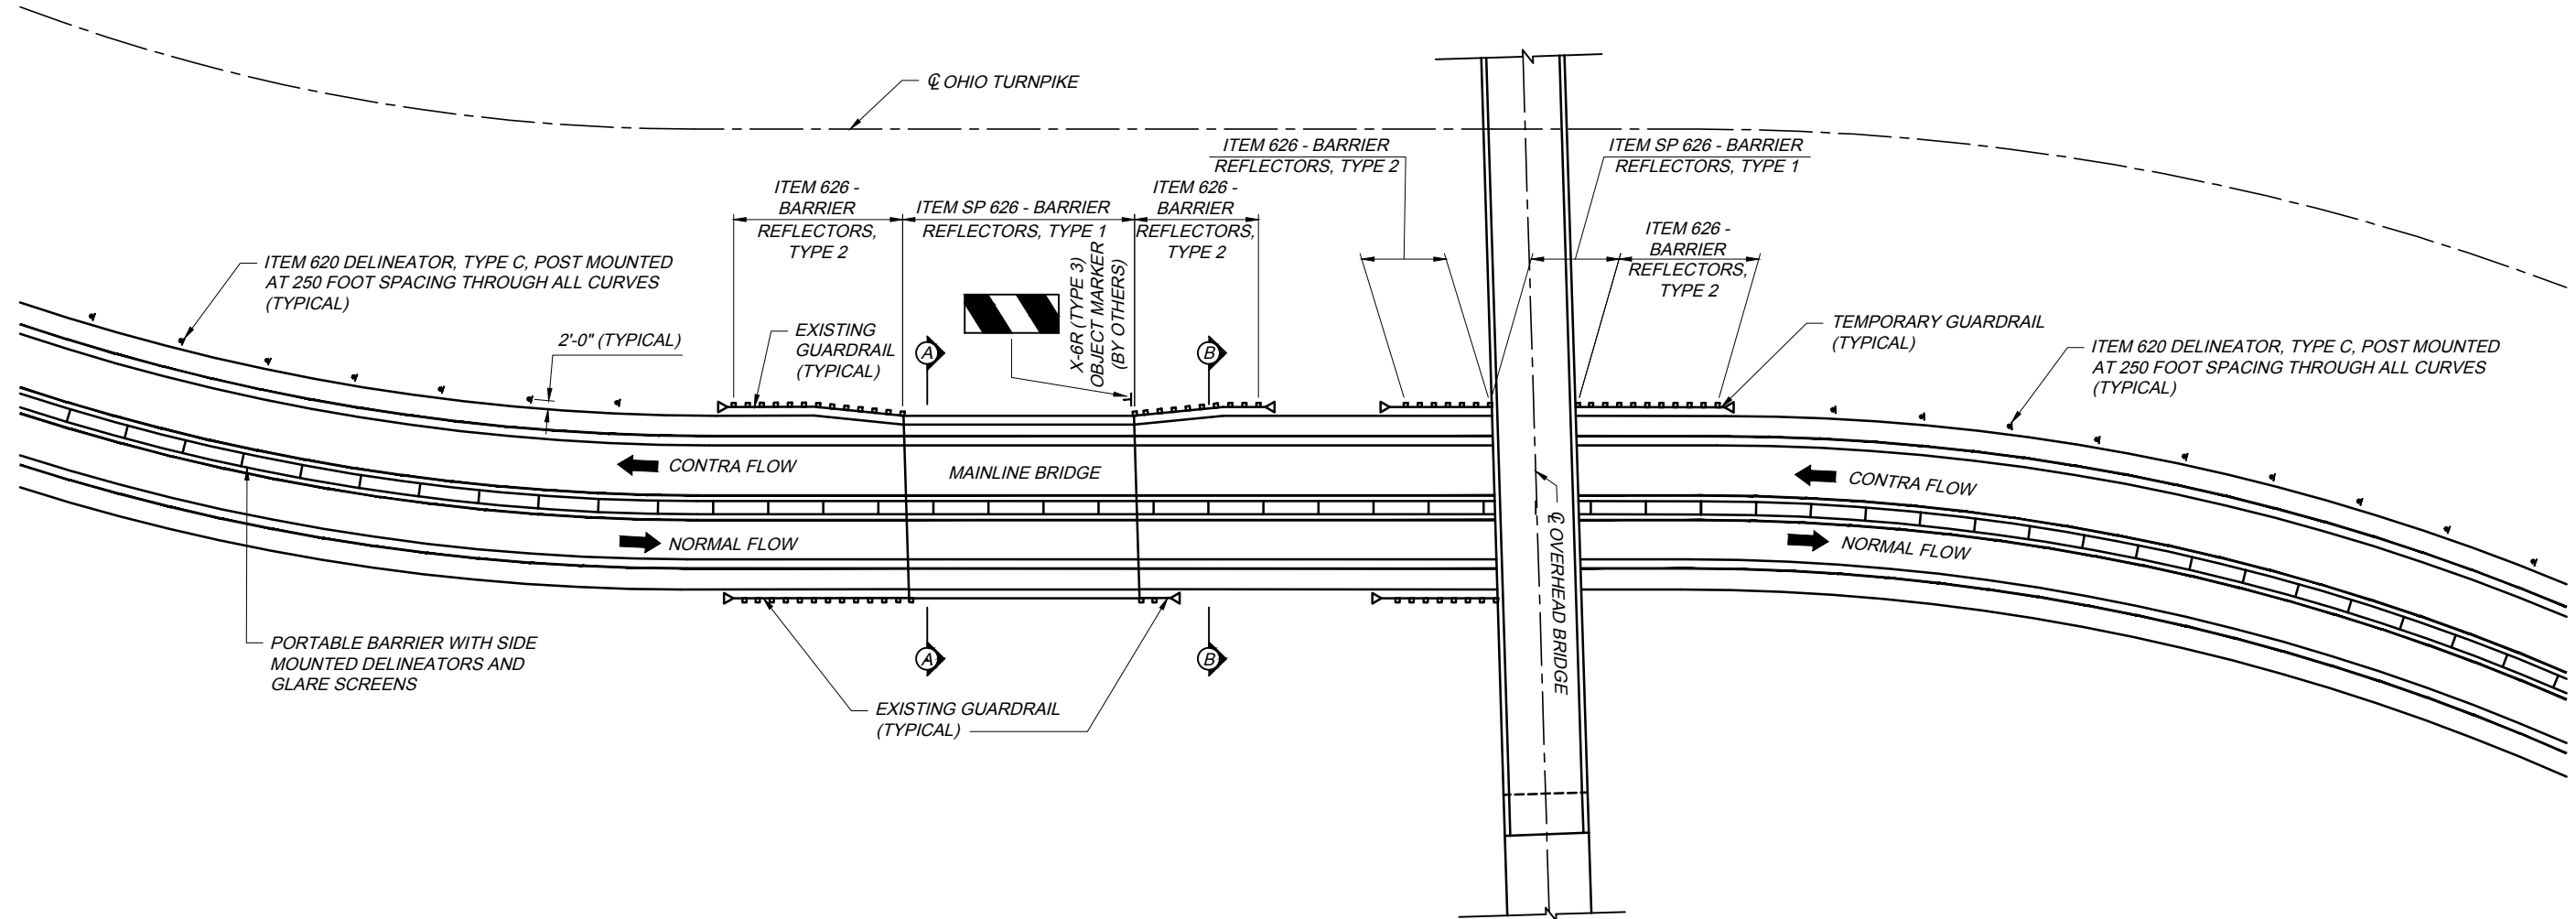 ℄ OHIO TURNPIKE
ITEM 626 - BARRIER
REFLECTORS, TYPE 2
ITEM SP 626 - BARRIER
REFLECTORS, TYPE 1
ITEM 626 -
BARRIER
REFLECTORS,
TYPE 2
ITEM SP 626 - BARRIER
REFLECTORS, TYPE 1
ITEM 626 -
BARRIER
REFLECTORS,
TYPE 2
ITEM 626 -
BARRIER
REFLECTORS,
TYPE 2
ITEM 620 DELINEATOR, TYPE C, POST MOUNTED
AT 250 FOOT SPACING THROUGH ALL CURVES
(TYPICAL)
2'-0" (TYPICAL)
EXISTING
GUARDRAIL
(TYPICAL)
X-6R (TYPE 3)
OBJECT MARKER
(BY OTHERS)
A
B
TEMPORARY GUARDRAIL
(TYPICAL)
ITEM 620 DELINEATOR, TYPE C, POST MOUNTED
AT 250 FOOT SPACING THROUGH ALL CURVES
(TYPICAL)
CONTRA FLOW
MAINLINE BRIDGE
CONTRA FLOW
NORMAL FLOW
NORMAL FLOW
℄ OVERHEAD BRIDGE
PORTABLE BARRIER WITH SIDE
MOUNTED DELINEATORS AND
GLARE SCREENS
A
B
EXISTING GUARDRAIL
(TYPICAL)